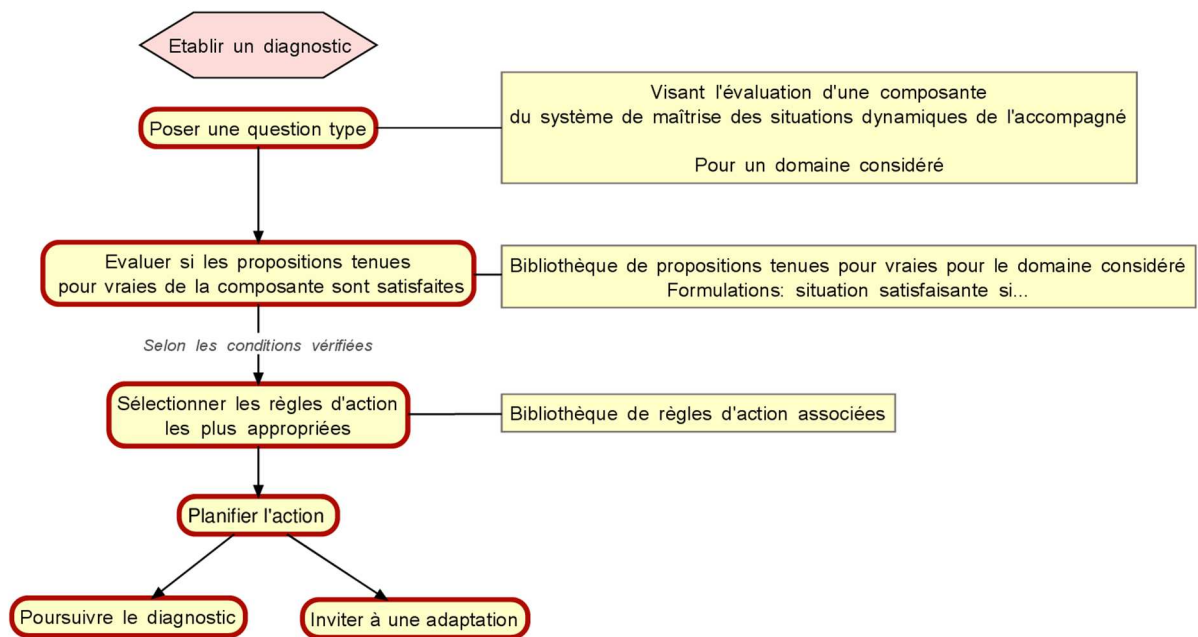 Etablir un diagnostic
Poser une question type
Visant l'évaluation d'une composante
du système de maîtrise des situations dynamiques de l'accompagné
Pour un domaine considéré
Evaluer si les propositions tenues
pour vraies de la composante sont satisfaites
Bibliothèque de propositions tenues pour vraies pour le domaine considéré
Formulations: situation satisfaisante si...
Selon les conditions vérifiées
Sélectionner les règles d'action
les plus appropriées
Bibliothèque de règles d'action associées
Planifier l'action
Poursuivre le diagnostic
Inviter à une adaptation